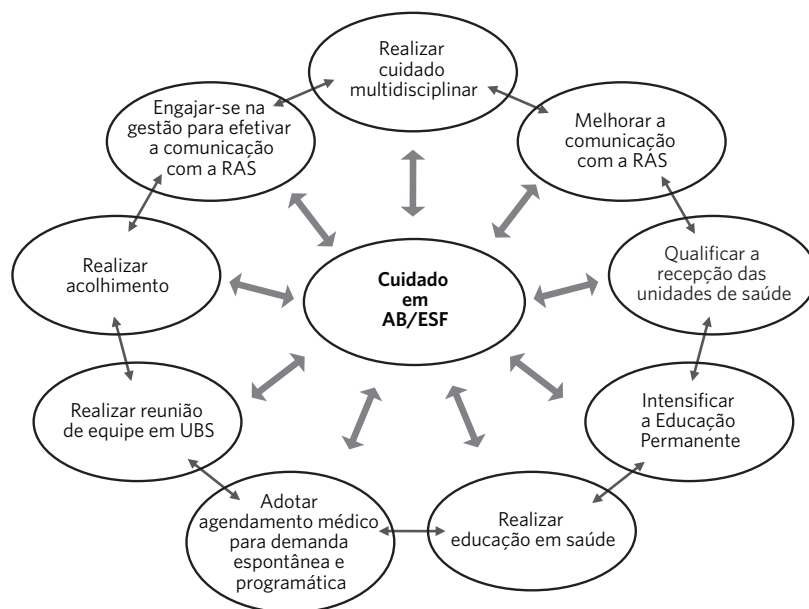 Realizar
cuidado
multidisciplinar
Engajar-se na
gestão para efetivar
a comunicação
com a RAS
Melhorar a
comunicação
com a RAS
Realizar
acolhimento
Cuidado
em
AB/ESF
Qualificar a
recepção das
unidades de saúde
Realizar reunião
de equipe em UBS
Intensificar
a Educação
Permanente
Adotar
agendamento médico
para demanda
espontânea e
programática
Realizar
educação em saúde